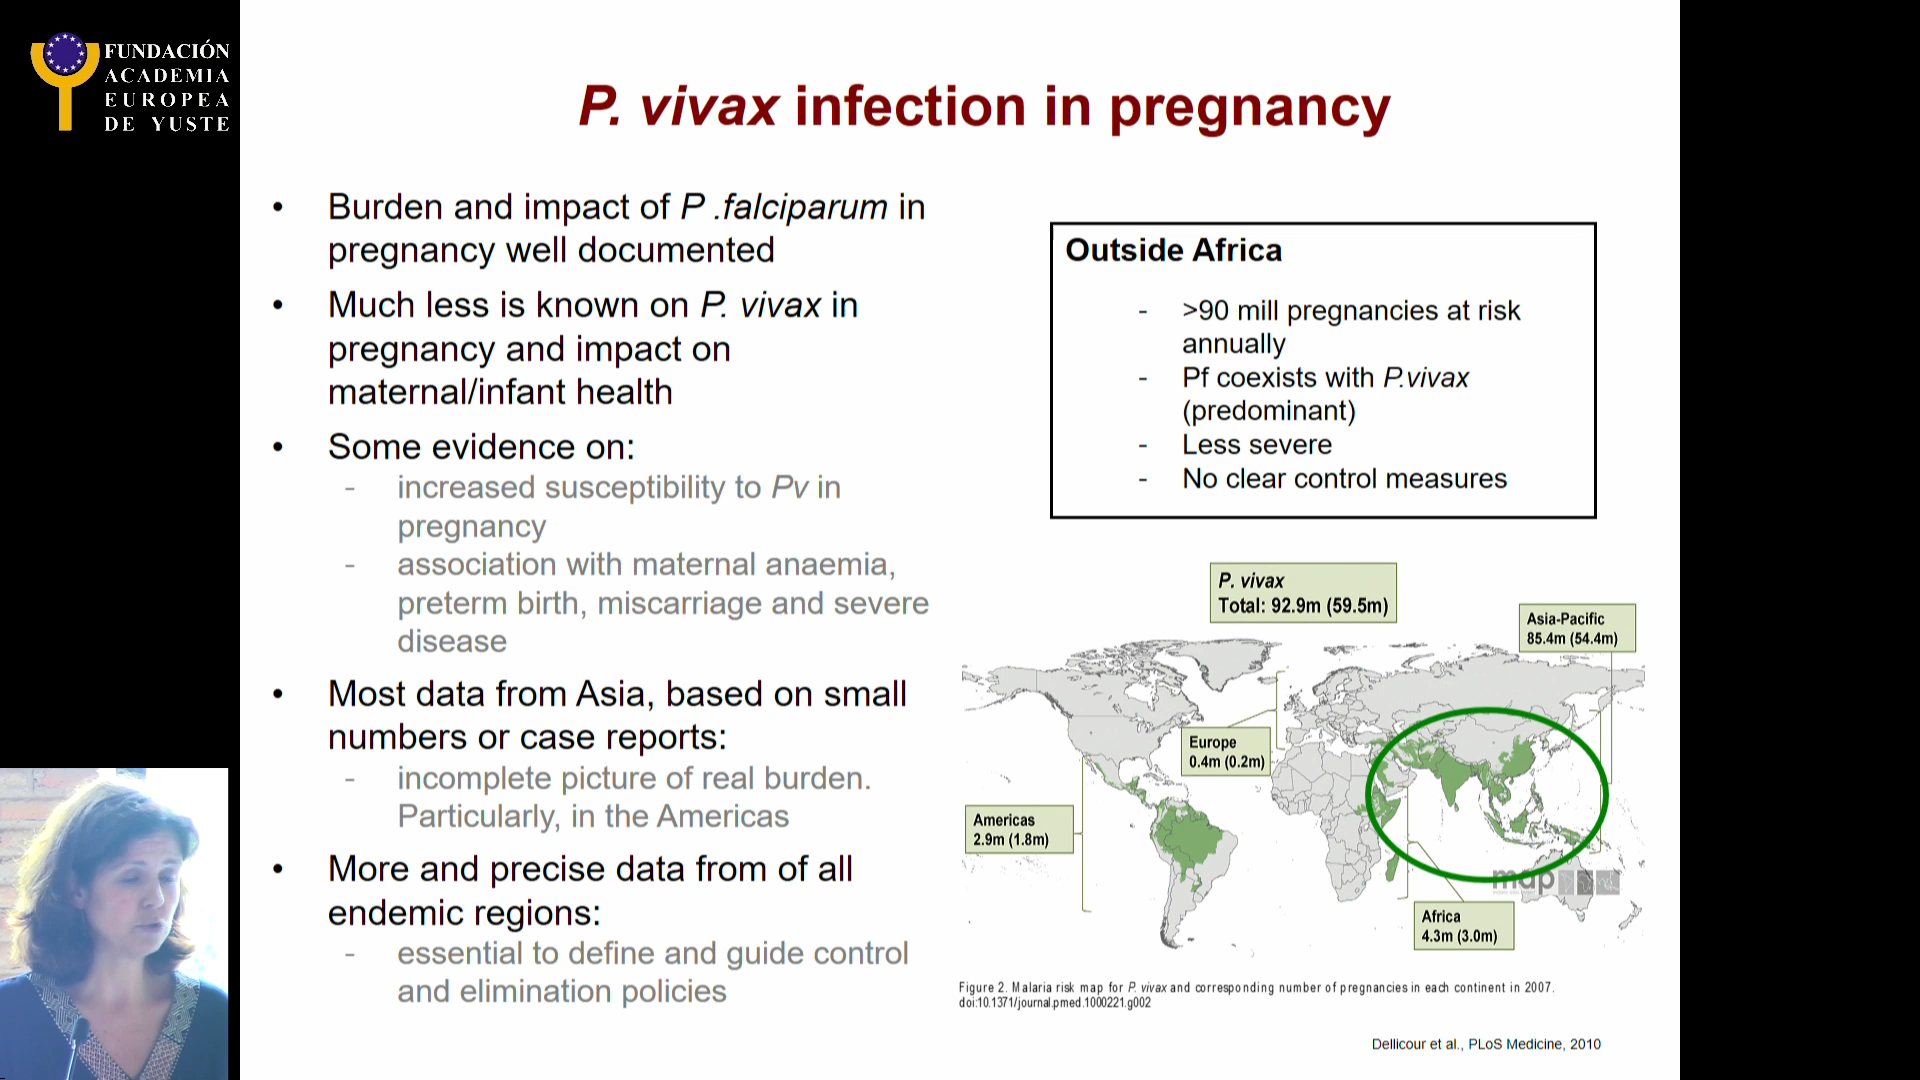 FUNDACIÓN
ACADEMIA
EUROPEA
DE YUSTE
P. vivax infection in pregnancy
• Burden and impact of P .falciparum in
pregnancy well documented
• Much less is known on P. vivax in
pregnancy and impact on
maternal/infant health
• Some evidence on:
- increased susceptibility to Pv in
pregnancy
- association with maternal anaemia,
preterm birth, miscarriage and severe
disease
• Most data from Asia, based on small
numbers or case reports:
- incomplete picture of real burden.
Particularly, in the Americas
• More and precise data from of all
endemic regions:
- essential to define and guide control
and elimination policies
Outside Africa
- >90 mill pregnancies at risk
annually
- Pf coexists with P.vivax
(predominant)
- Less severe
- No clear control measures
P. vivax
Total: 92.9m (59.5m)
Asia-Pacific
85.4m (54.4m)
Europe
0.4m (0.2m)
Americas
2.9m (1.8m)
map
Africa
4.3m (3.0m)
Figure 2. Malaria risk map for P. vivax and corresponding number of pregnancies in each continent in 2007.
doi:10.1371/journal.pmed.1000221.g002
Dellicour et al., PLoS Medicine, 2010